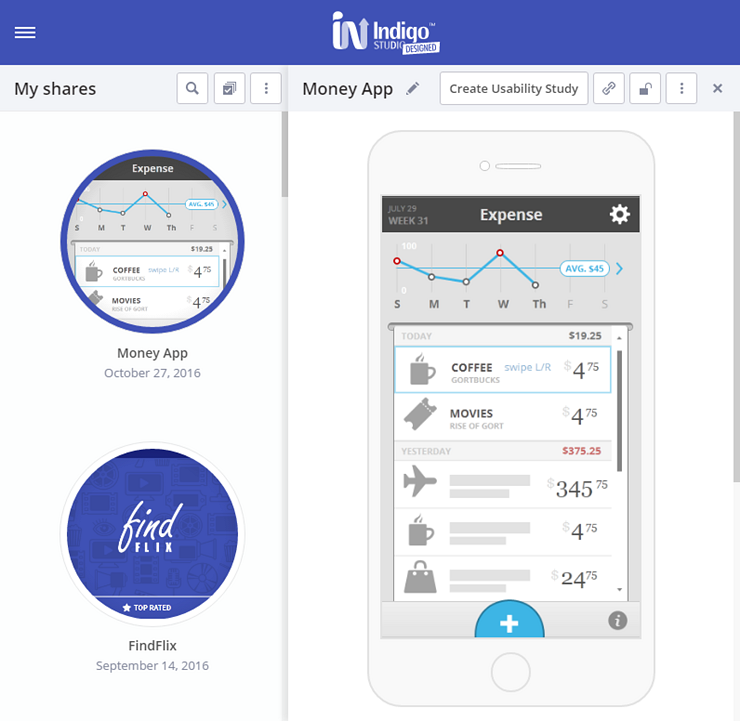 Indigo™
STUDIO DESIGNED
My shares
Money App
Create Usability Study
Expense
AVG. $45
S M T W Th F S
TODAY $19.25
COFFEE swipe L/R $4 75
GORTBUCKS
MOVIES $4 75
RISE OF GORT
Money App
October 27, 2016
find
FLIX
TOP RATED
FindFlix
September 14, 2016
JULY 29
WEEK 31
Expense
100
AVG. $45
0
S M T W Th F S
TODAY $19.25
COFFEE swipe L/R $4 75
GORTBUCKS
MOVIES $4 75
RISE OF GORT
YESTERDAY $375.25
$345 75
$4 75
$24 75
+
i